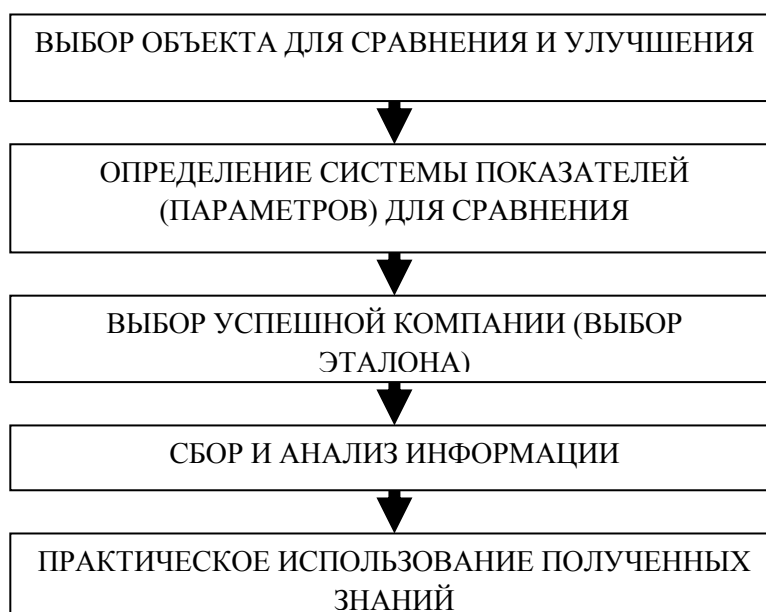 ВЫБОР ОБЪЕКТА ДЛЯ СРАВНЕНИЯ И УЛУЧШЕНИЯ
ОПРЕДЕЛЕНИЕ СИСТЕМЫ ПОКАЗАТЕЛЕЙ
(ПАРАМЕТРОВ) ДЛЯ СРАВНЕНИЯ
ВЫБОР УСПЕШНОЙ КОМПАНИИ (ВЫБОР
ЭТАЛОНА)
СБОР И АНАЛИЗ ИНФОРМАЦИИ
ПРАКТИЧЕСКОЕ ИСПОЛЬЗОВАНИЕ ПОЛУЧЕННЫХ
ЗНАНИЙ